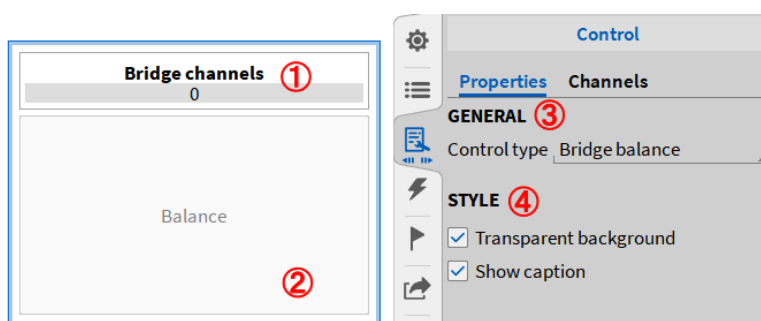 Bridge channels ①
0
Balance
②
Control
Properties Channels
GENERAL ③
Control type Bridge balance
STYLE ④
Transparent background
Show caption